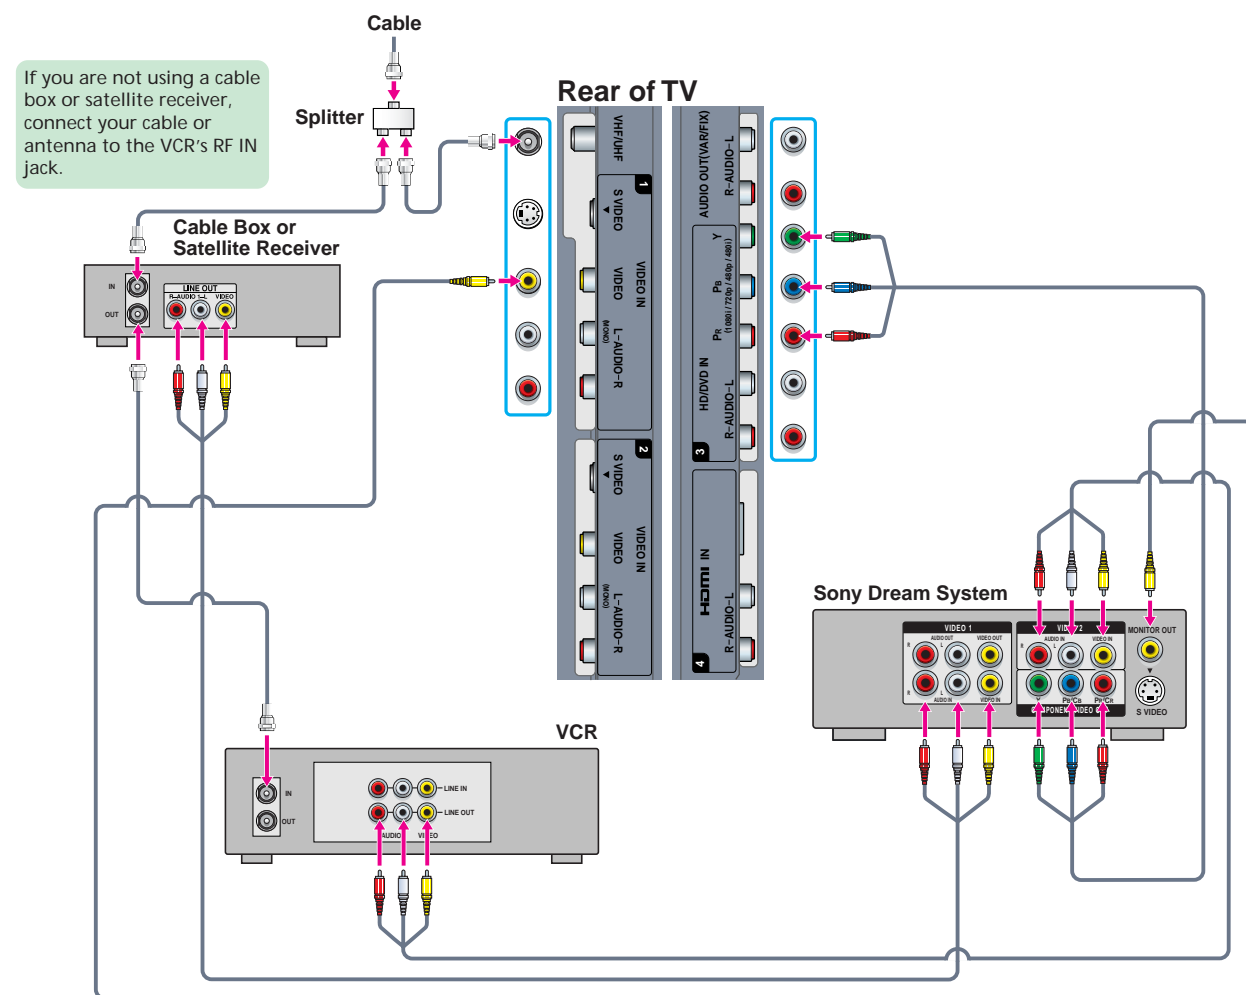 Cable
If you are not using a cable
box or satellite receiver,
connect your cable or
antenna to the VCR's RF IN
jack.
Splitter
Rear of TV
VHF/UHF
1
S VIDEO
VIDEO IN
VIDEO
L-AUDIO-R
(MONO)
2
S VIDEO
VIDEO IN
VIDEO
L-AUDIO-R
(MONO)
AUDIO OUT(VAR/FIX)
R-AUDIO-L
Y
PB
PR
(1080i / 720p / 480p / 480i)
HD/DVD IN
R-AUDIO-L
3
HDMI IN
R-AUDIO-L
4
Cable Box or
Satellite Receiver
IN
OUT
LINE OUT
R-AUDIO 1-L VIDEO
Sony Dream System
VIDEO 1
R AUDIO OUT L VIDEO OUT
R L
AUDIO IN VIDEO IN
VIDEO 2
R AUDIO IN L VIDEO IN
Y PB/CB PR/CR
COMPONENT VIDEO
MONITOR OUT
S VIDEO
VCR
IN
OUT
LINE IN
LINE OUT
AUDIO VIDEO